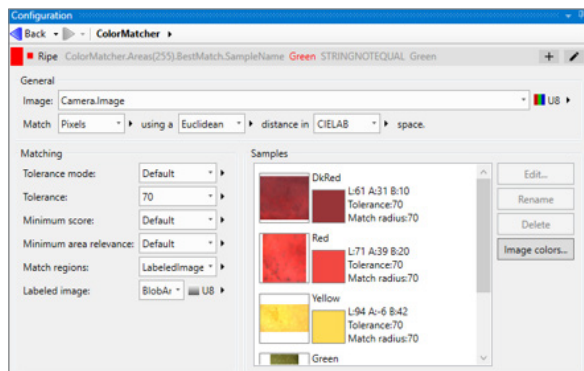 Configuration
Back ColorMatcher
Ripe ColorMatcher.Areas(255).BestMatch.SampleName Green STRINGNOTEQUAL Green
General
Image: Camera.Image U8
Match Pixels using a Euclidean distance in CIELAB space.
Matching
Tolerance mode: Default
Tolerance: 70
Minimum score: Default
Minimum area relevance: Default
Match regions: LabeledImage
Labeled image: BlobAr U8
Samples
DkRed
L:61 A:31 B:10
Tolerance:70
Match radius:70
Red
L:71 A:39 B:20
Tolerance:70
Match radius:70
Yellow
L:94 A:-6 B:42
Tolerance:70
Match radius:70
Green
Edit...
Rename
Delete
Image colors...